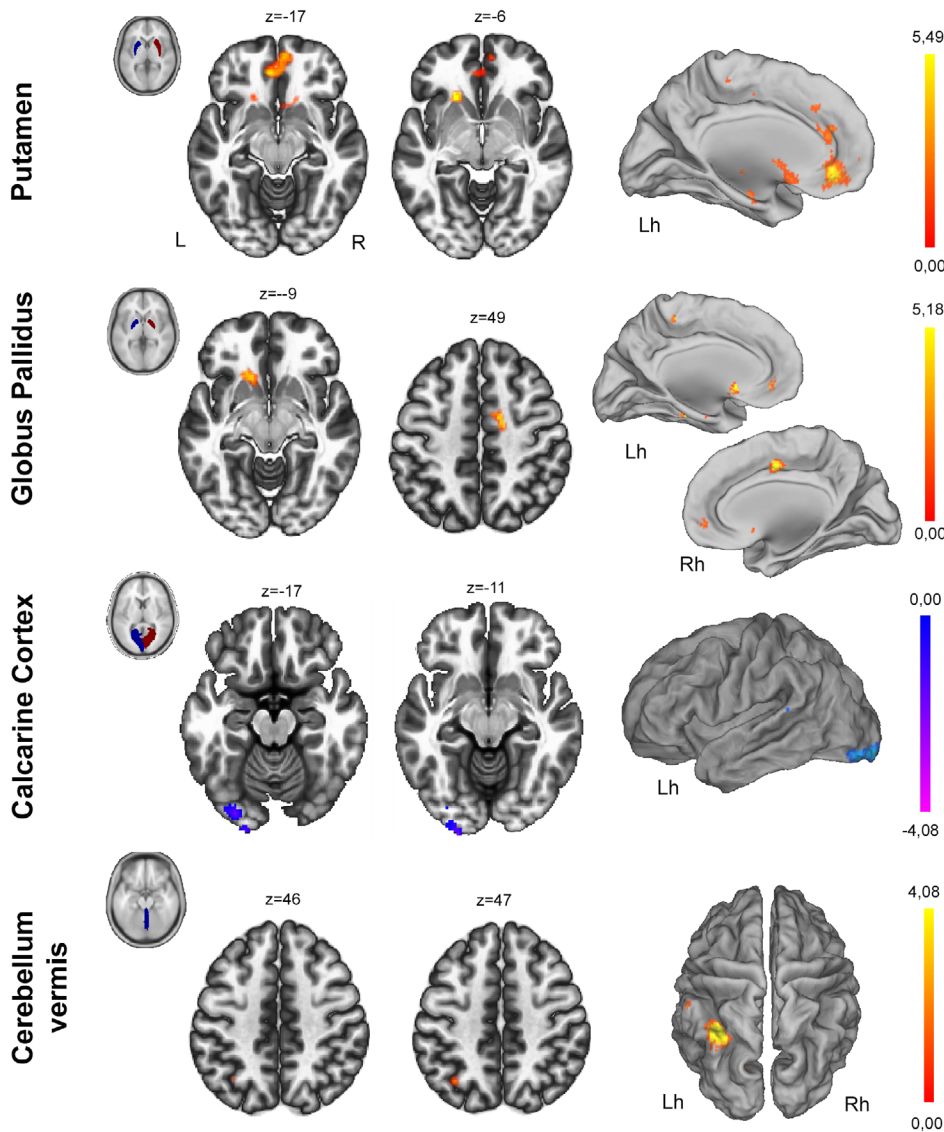 Putamen
z=-17
z=-6
L
R
Lh
5,49
0,00
Globus Pallidus
z=--9
z=49
Lh
Rh
5,18
0,00
Calcarine Cortex
z=-17
z=-11
Lh
0,00
-4,08
Cerebellum
vermis
z=46
z=47
Lh
Rh
4,08
0,00